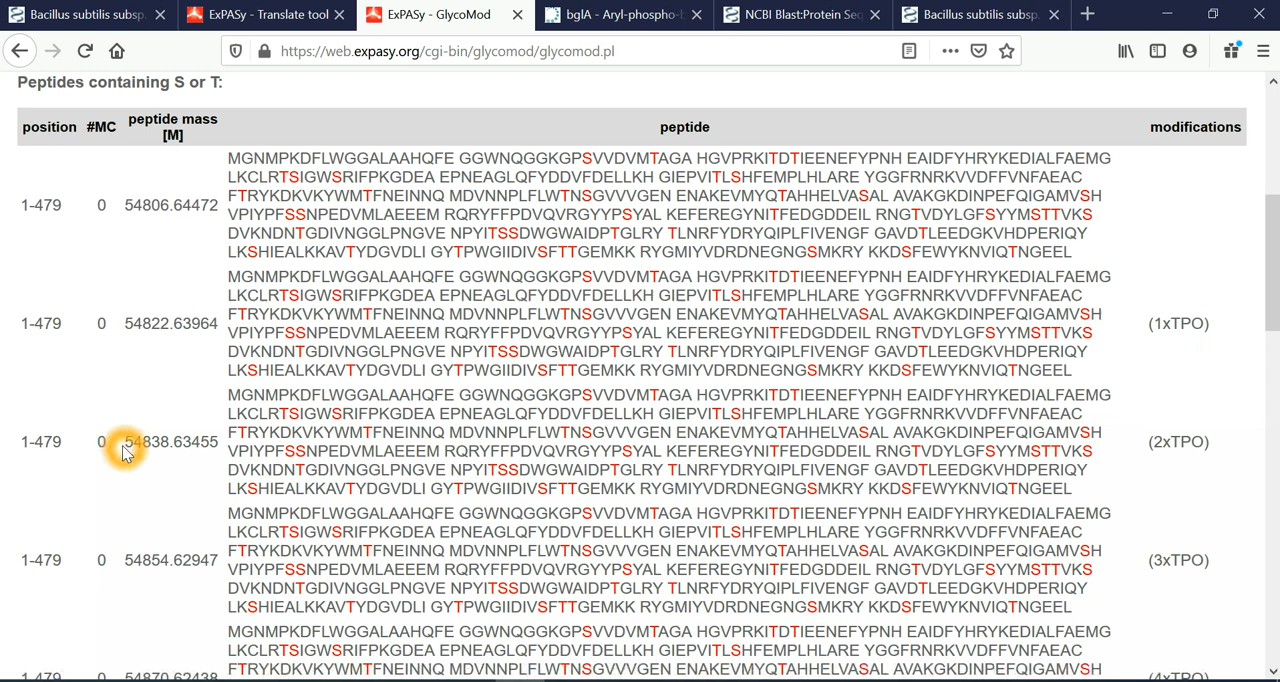 Bacillus subtilis subsp.
ExPASy - Translate tool
ExPASy - GlycoMod
bglA - Aryl-phospho-
NCBI Blast:Protein Seq
Bacillus subtilis subsp.
https://web.expasy.org/cgi-bin/glycomod/glycomod.pl
Peptides containing S or T:
position #MC peptide mass [M] peptide modifications
MGNMPKDFLWGGALAAHQFE GGWNQGGKGPSVVDVMTAGA HGVPRKITDTIEENEFYPNH EAIDFYHRYKEDIALFAEMG
LKCLRTSIGWSRIFPKGDEA EPNEAGLQFYDDVFDELLKH GIEPVITLSHFEMPLHLARE YGGFRNRKVVDFFVNFAEAC
FTRYKDKVKYWMTFNEINNQ MDVNNPLFLWTNSGVVVGEN ENAKEVMYQTAHHELVASAL AVAKGKDINPEFQIGAMVSH
1-479 0 54806.64472
VPIYPFSSNPEDVMLAEEEM RQRYFFPDVQVRGYYPSYAL KEFEREGYNITFEDGDDEIL RNGTVDYLGFSYYMSTTVKS
DVKNDNTGDIVNGGLPNGVE NPYITSSDWGWAIDPTGLRY TLNRFYDRYQIPLFIVENGF GAVDTLEEDGKVHDPERIQY
LKSHIEALKKAVTYDGVDLI GYTPWGIIDIVSFTTGEMKK RYGMIYVDRDNEGNGSMKRY KKDSFEWYKNVIQTNGEEL
MGNMPKDFLWGGALAAHQFE GGWNQGGKGPSVVDVMTAGA HGVPRKITDTIEENEFYPNH EAIDFYHRYKEDIALFAEMG
LKCLRTSIGWSRIFPKGDEA EPNEAGLQFYDDVFDELLKH GIEPVITLSHFEMPLHLARE YGGFRNRKVVDFFVNFAEAC
FTRYKDKVKYWMTFNEINNQ MDVNNPLFLWTNSGVVVGEN ENAKEVMYQTAHHELVASAL AVAKGKDINPEFQIGAMVSH
1-479 0 54822.63964 (1xTPO)
VPIYPFSSNPEDVMLAEEEM RQRYFFPDVQVRGYYPSYAL KEFEREGYNITFEDGDDEIL RNGTVDYLGFSYYMSTTVKS
DVKNDNTGDIVNGGLPNGVE NPYITSSDWGWAIDPTGLRY TLNRFYDRYQIPLFIVENGF GAVDTLEEDGKVHDPERIQY
LKSHIEALKKAVTYDGVDLI GYTPWGIIDIVSFTTGEMKK RYGMIYVDRDNEGNGSMKRY KKDSFEWYKNVIQTNGEEL
MGNMPKDFLWGGALAAHQFE GGWNQGGKGPSVVDVMTAGA HGVPRKITDTIEENEFYPNH EAIDFYHRYKEDIALFAEMG
LKCLRTSIGWSRIFPKGDEA EPNEAGLQFYDDVFDELLKH GIEPVITLSHFEMPLHLARE YGGFRNRKVVDFFVNFAEAC
FTRYKDKVKYWMTFNEINNQ MDVNNPLFLWTNSGVVVGEN ENAKEVMYQTAHHELVASAL AVAKGKDINPEFQIGAMVSH
1-479 0 54838.63455 (2xTPO)
VPIYPFSSNPEDVMLAEEEM RQRYFFPDVQVRGYYPSYAL KEFEREGYNITFEDGDDEIL RNGTVDYLGFSYYMSTTVKS
DVKNDNTGDIVNGGLPNGVE NPYITSSDWGWAIDPTGLRY TLNRFYDRYQIPLFIVENGF GAVDTLEEDGKVHDPERIQY
LKSHIEALKKAVTYDGVDLI GYTPWGIIDIVSFTTGEMKK RYGMIYVDRDNEGNGSMKRY KKDSFEWYKNVIQTNGEEL
MGNMPKDFLWGGALAAHQFE GGWNQGGKGPSVVDVMTAGA HGVPRKITDTIEENEFYPNH EAIDFYHRYKEDIALFAEMG
LKCLRTSIGWSRIFPKGDEA EPNEAGLQFYDDVFDELLKH GIEPVITLSHFEMPLHLARE YGGFRNRKVVDFFVNFAEAC
FTRYKDKVKYWMTFNEINNQ MDVNNPLFLWTNSGVVVGEN ENAKEVMYQTAHHELVASAL AVAKGKDINPEFQIGAMVSH
1-479 0 54854.62947 (3xTPO)
VPIYPFSSNPEDVMLAEEEM RQRYFFPDVQVRGYYPSYAL KEFEREGYNITFEDGDDEIL RNGTVDYLGFSYYMSTTVKS
DVKNDNTGDIVNGGLPNGVE NPYITSSDWGWAIDPTGLRY TLNRFYDRYQIPLFIVENGF GAVDTLEEDGKVHDPERIQY
LKSHIEALKKAVTYDGVDLI GYTPWGIIDIVSFTTGEMKK RYGMIYVDRDNEGNGSMKRY KKDSFEWYKNVIQTNGEEL
MGNMPKDFLWGGALAAHQFE GGWNQGGKGPSVVDVMTAGA HGVPRKITDTIEENEFYPNH EAIDFYHRYKEDIALFAEMG
LKCLRTSIGWSRIFPKGDEA EPNEAGLQFYDDVFDELLKH GIEPVITLSHFEMPLHLARE YGGFRNRKVVDFFVNFAEAC
FTRYKDKVKYWMTFNEINNQ MDVNNPLFLWTNSGVVVGEN ENAKEVMYQTAHHELVASAL AVAKGKDINPEFQIGAMVSH
1-479 0 54870.62438 (4xTPO)